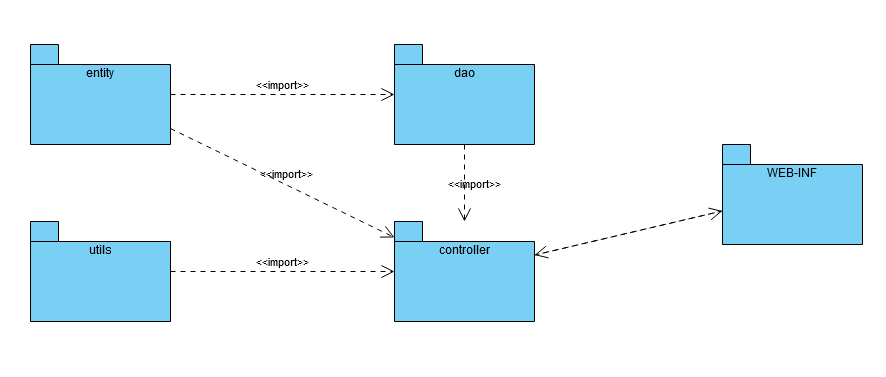 entity
<<import>>
dao
<<import>>
<<import>>
WEB-INF
utils
<<import>>
controller